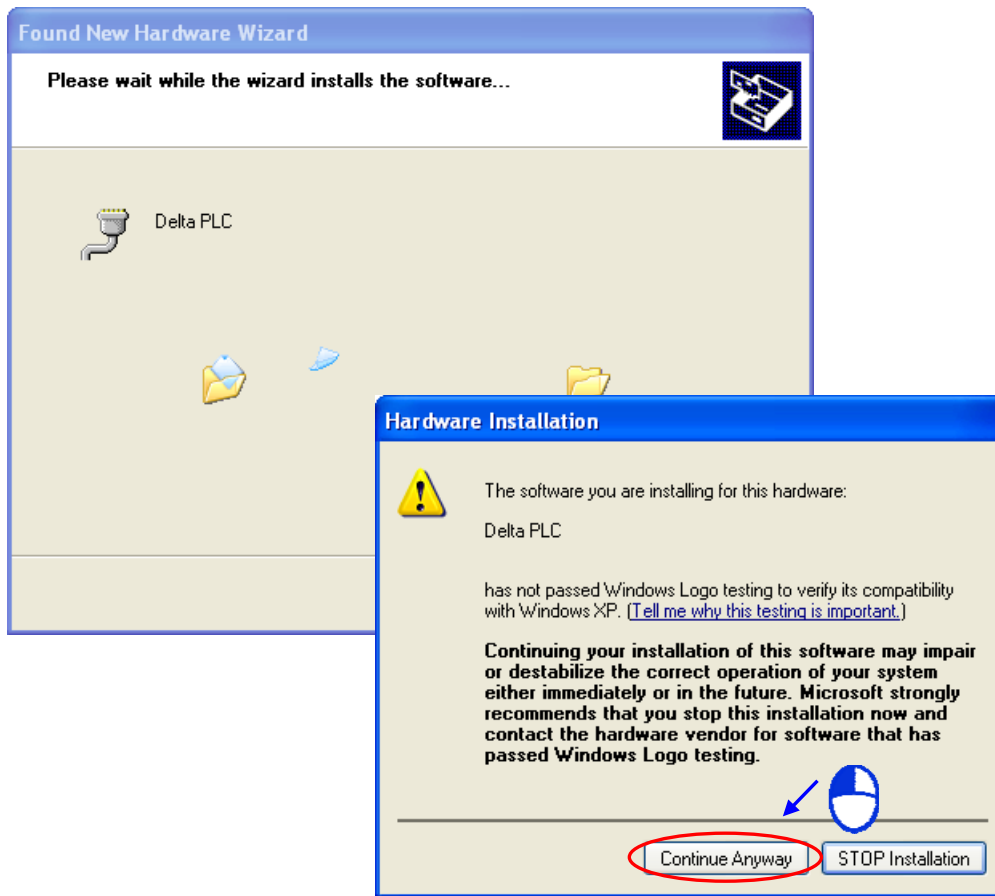 Found New Hardware Wizard
Please wait while the wizard installs the software...
Delta PLC
Hardware Installation
The software you are installing for this hardware:
Delta PLC
has not passed Windows Logo testing to verify its compatibility
with Windows XP. (Tell me why this testing is important.)
Continuing your installation of this software may impair
or destabilize the correct operation of your system
either immediately or in the future. Microsoft strongly
recommends that you stop this installation now and
contact the hardware vendor for software that has
passed Windows Logo testing.
Continue Anyway
STOP Installation